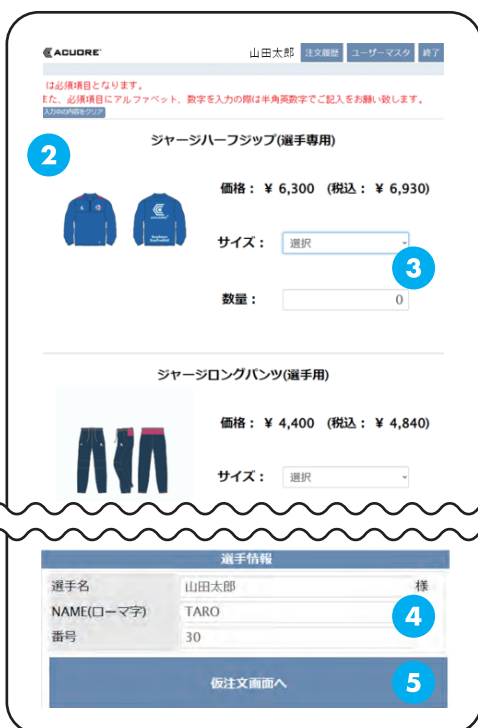 ACUORE
山田太郎 注文履歴 ユーザーマスタ 終了
は必須項目となります。
また、必須項目にアルファベット、数字を入力の際は半角英数字でご記入をお願い致します。
入力中の内容をクリア
2
ジャージハーフジップ(選手専用)
価格： ¥ 6,300 (税込： ¥ 6,930)
サイズ： 選択
3
数量： 0
ジャージロングパンツ(選手用)
価格： ¥ 4,400 (税込： ¥ 4,840)
サイズ： 選択
選手情報
選手名 山田太郎 様
NAME(ローマ字) TARO
4
番号 30
仮注文画面へ 5